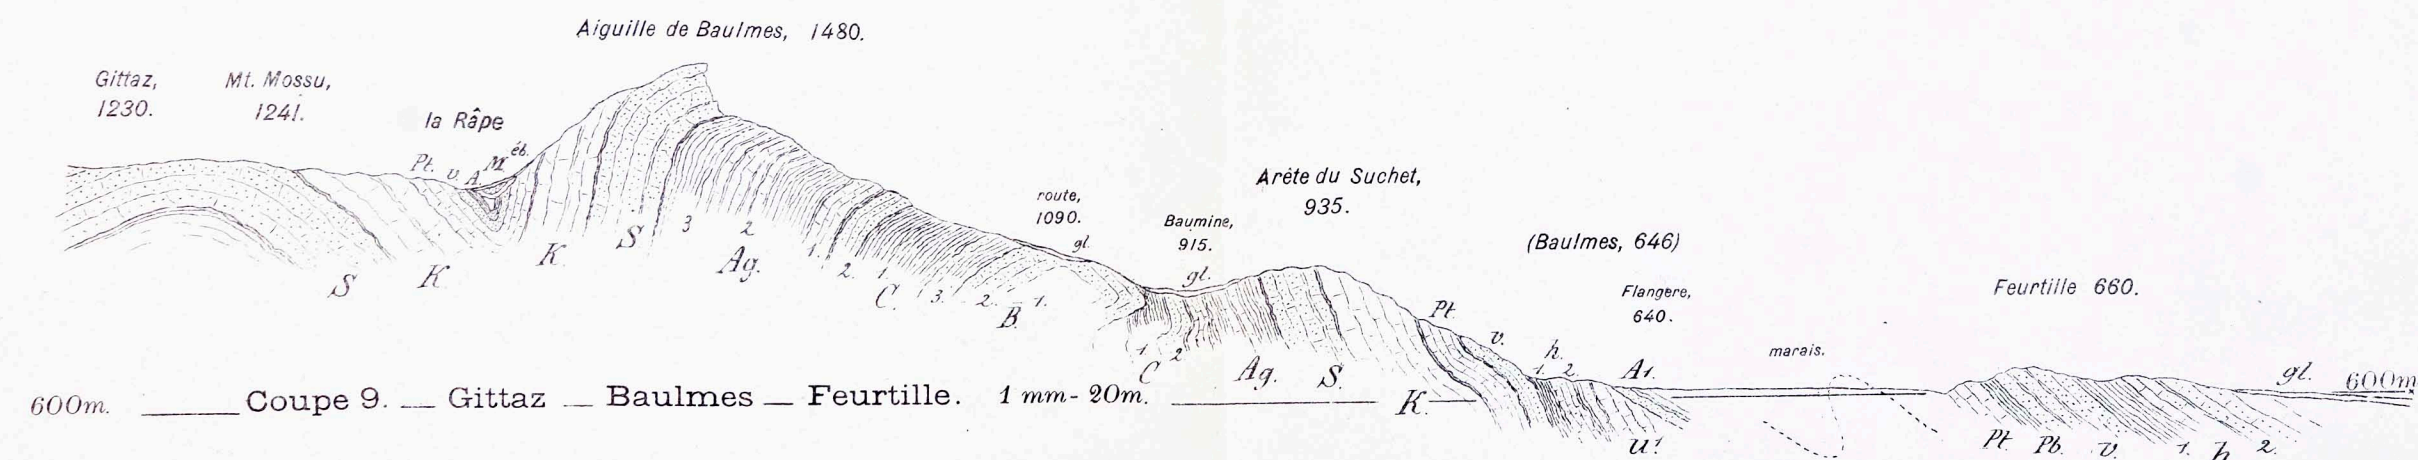 Aiguille de Baulmes, 1480.
Gittaz,
1230.
Mt. Mossu,
1241.
la Râpe
Pt. v. A M éb.
route,
1090.
gl.
Baumine,
915.
gl.
Arête du Suchet,
935.
(Baulmes, 646)
Flangere,
640.
marais.
Feurtille 660.
S K K S 3 2 1. 2. 1. 3. 2. 1.
Ag. C. B.
1 2
C Ag. S. K.
Pt v. h. 1. 2. A1.
U1.
gl.
600m
Pt Pb. v. 1. h 2.
600m. Coupe 9. — Gittaz — Baulmes — Feurtille. 1 mm - 20m.